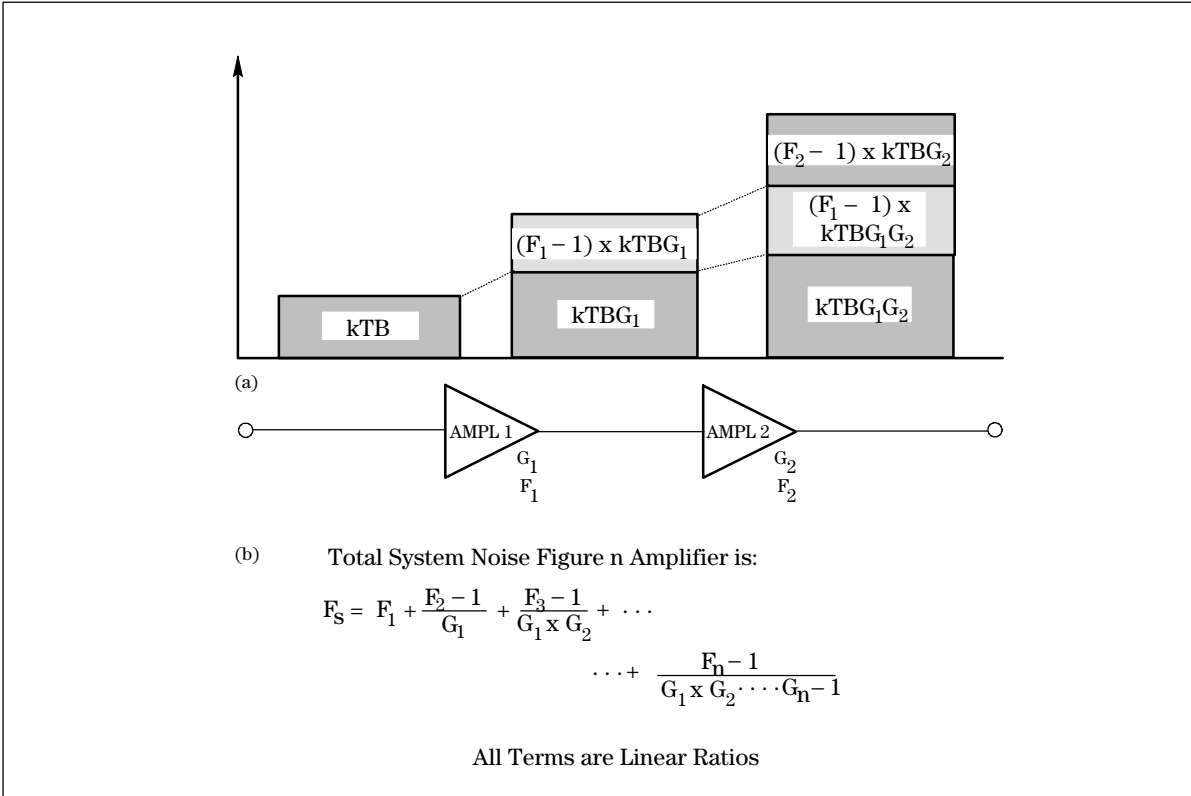 (F₂ – 1) x kTBG₂
(F₁ – 1) x
kTBG₁G₂
(F₁ – 1) x kTBG₁
kTB
kTBG₁
kTBG₁G₂
(a)
AMPL 1
AMPL 2
G₁
F₁
G₂
F₂
(b)
Total System Noise Figure n Amplifier is:
Fₛ = F₁ + (F₂ – 1)/G₁ + (F₃ – 1)/(G₁ x G₂) + · · ·
· · · + (Fₙ – 1)/(G₁ x G₂ · · · · Gₙ – 1)
All Terms are Linear Ratios